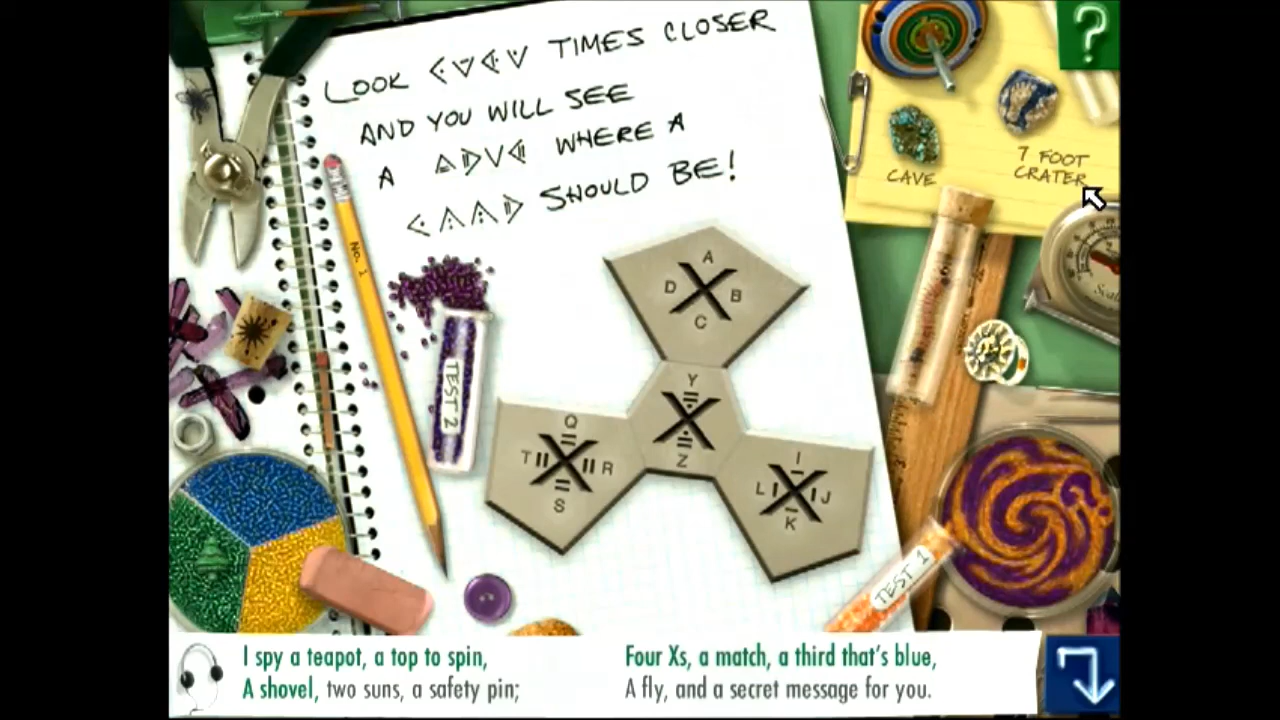 LOOK TIMES CLOSER
AND YOU WILL SEE
A WHERE A
SHOULD BE!
?
7 FOOT
CRATER
CAVE
No. 1
TEST 2
A
D B
C
Y
Z
Q
T R
S
I
L J
K
TEST 1
I spy a teapot, a top to spin,
A shovel, two suns, a safety pin;
Four Xs, a match, a third that's blue,
A fly, and a secret message for you.